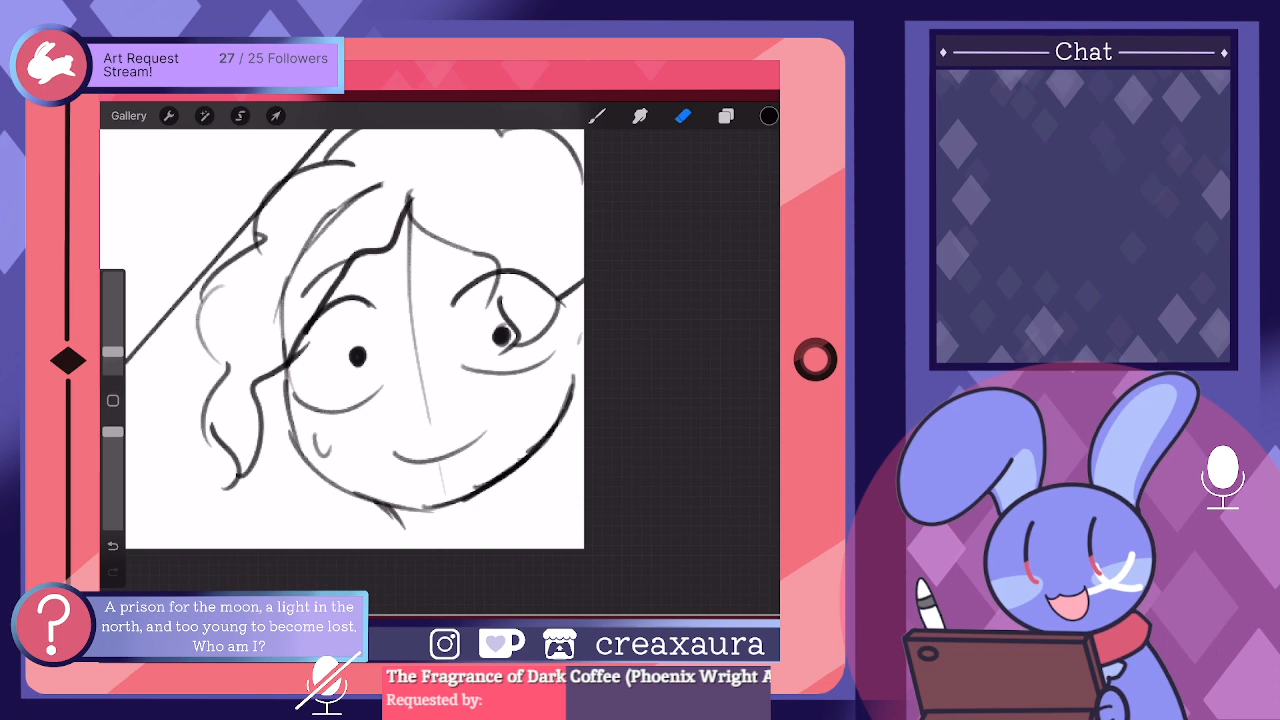 Art Request
Stream!
27 / 25 Followers
Chat
Gallery
A prison for the moon, a light in the
north, and too young to become lost.
Who am I?
creaxaura
The Fragrance of Dark Coffee (Phoenix Wright A
Requested by: